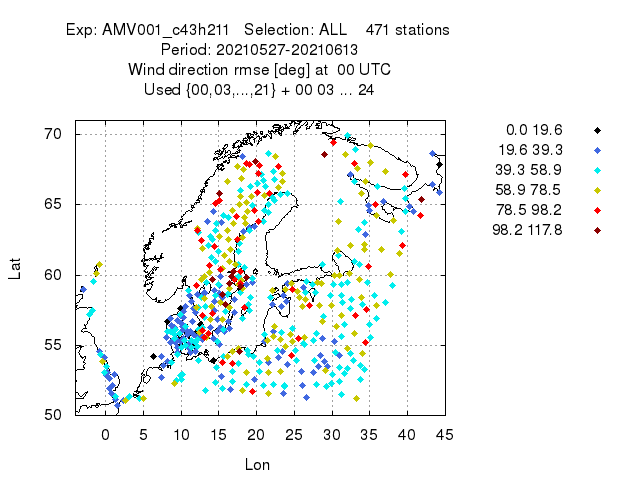 Exp: AMV001_c43h211   Selection: ALL    471 stations
Period: 20210527-20210613
Wind direction rmse [deg] at  00 UTC
Used {00,03,...,21} + 00 03 ... 24
70
65
60
55
50
Lat
0 5 10 15 20 25 30 35 40 45
Lon
0.0 19.6
19.6 39.3
39.3 58.9
58.9 78.5
78.5 98.2
98.2 117.8